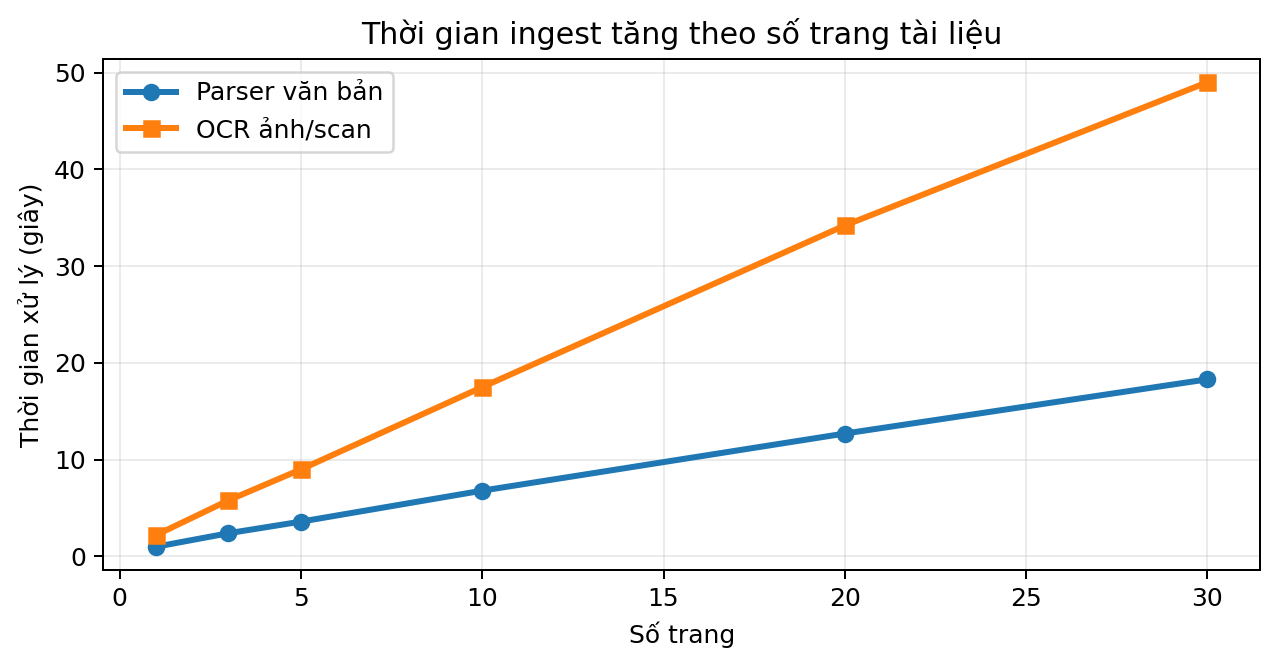 Thời gian ingest tăng theo số trang tài liệu
Parser văn bản
OCR ảnh/scan
Thời gian xử lý (giây)
50
40
30
20
10
0
0 5 10 15 20 25 30
Số trang